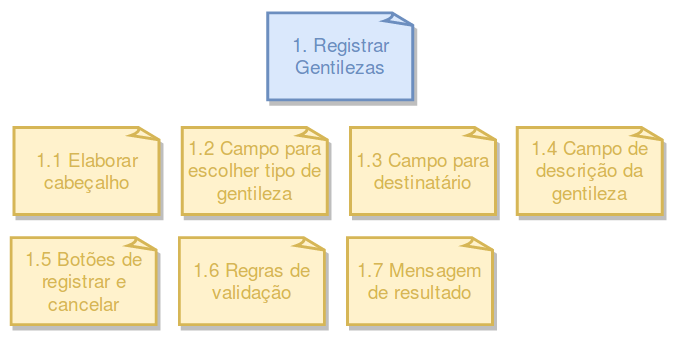 1. Registrar
Gentilezas
1.1 Elaborar
cabeçalho
1.2 Campo para
escolher tipo de
gentileza
1.3 Campo para
destinatário
1.4 Campo de
descrição da
gentileza
1.5 Botões de
registrar e
cancelar
1.6 Regras de
validação
1.7 Mensagem
de resultado